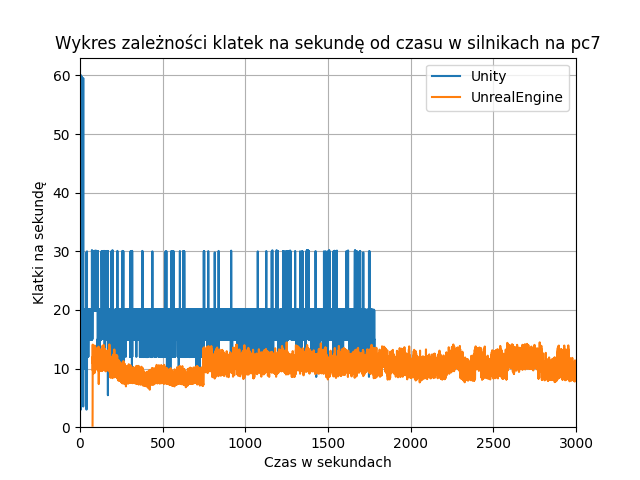 Wykres zależności klatek na sekundę od czasu w silnikach na pc7
Unity
UnrealEngine
Klatki na sekundę
60
50
40
30
20
10
0
0 500 1000 1500 2000 2500 3000
Czas w sekundach